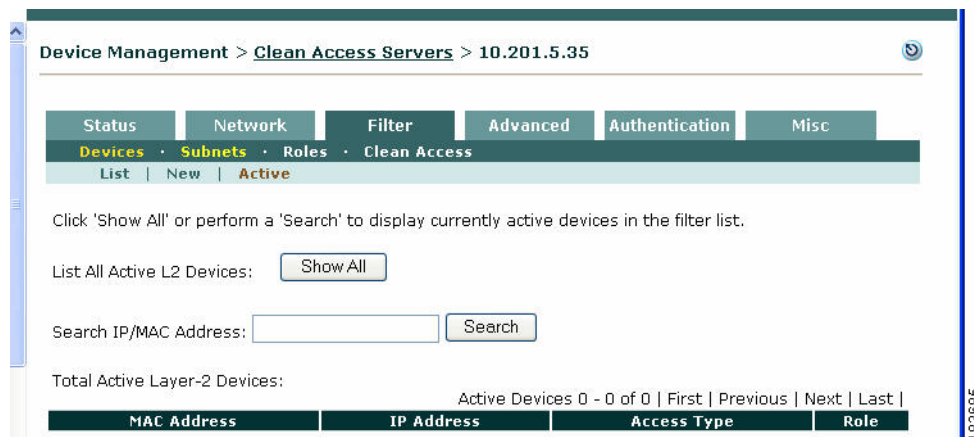 Device Management > Clean Access Servers > 10.201.5.35
Status Network Filter Advanced Authentication Misc
Devices · Subnets · Roles · Clean Access
List | New | Active
Click 'Show All' or perform a 'Search' to display currently active devices in the filter list.
List All Active L2 Devices: Show All
Search IP/MAC Address: Search
Total Active Layer-2 Devices:
Active Devices 0 - 0 of 0 | First | Previous | Next | Last |
MAC Address IP Address Access Type Role